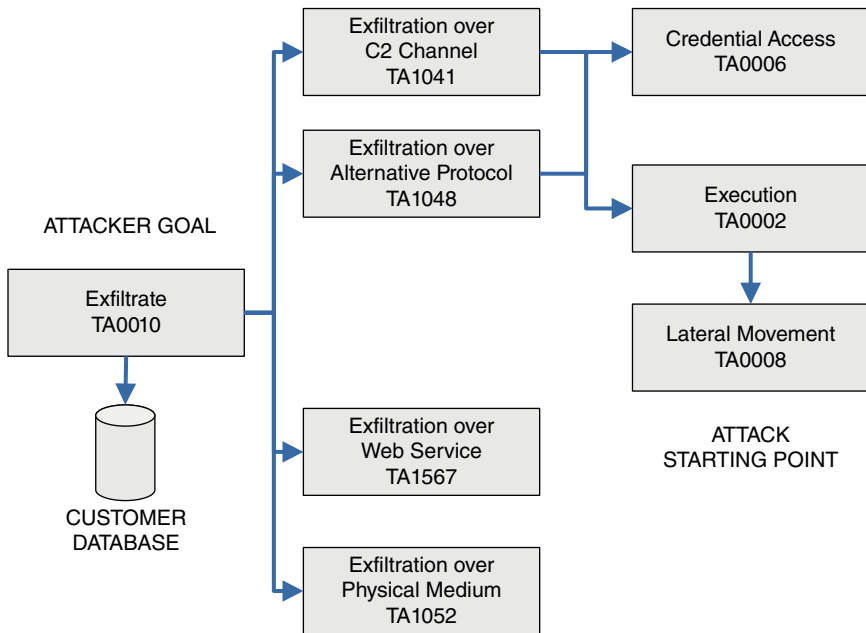 Exfiltration over
C2 Channel
TA1041
Credential Access
TA0006
Exfiltration over
Alternative Protocol
TA1048
Execution
TA0002
ATTACKER GOAL
Exfiltrate
TA0010
Lateral Movement
TA0008
CUSTOMER
DATABASE
Exfiltration over
Web Service
TA1567
ATTACK
STARTING POINT
Exfiltration over
Physical Medium
TA1052